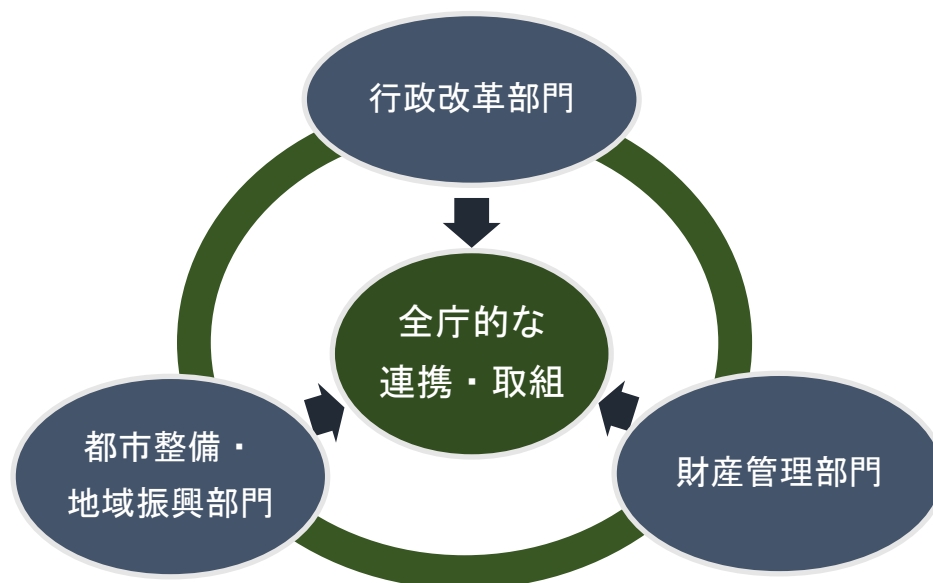 行政改革部門
全庁的な
連携・取組
都市整備・
地域振興部門
財産管理部門